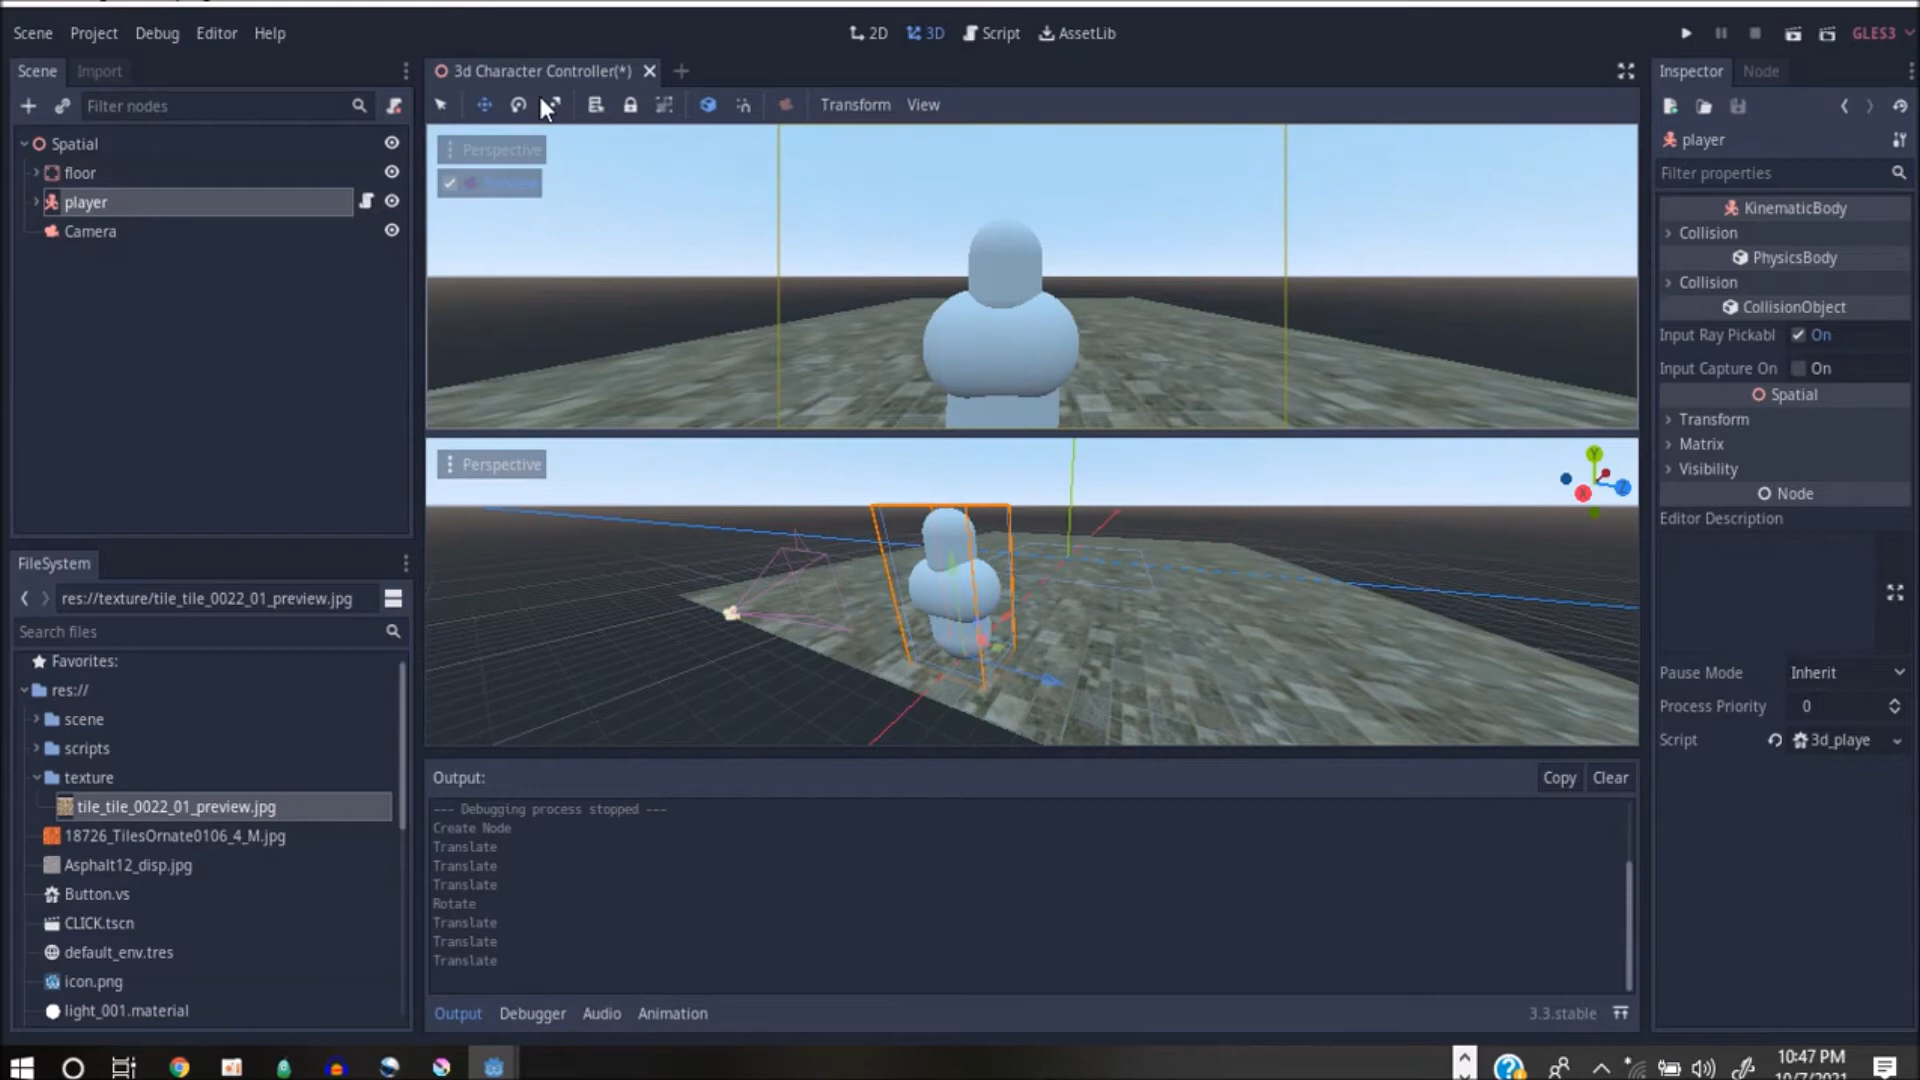 Scene Project Debug Editor Help
2D 3D Script AssetLib
GLES3
Scene Import
Filter nodes
Spatial
floor
player
Camera
FileSystem
res://texture/tile_tile_0022_01_preview.jpg
Search files
Favorites:
res://
scene
scripts
texture
tile_tile_0022_01_preview.jpg
18726_TilesOrnate0106_4_M.jpg
Asphalt12_disp.jpg
Button.vs
CLICK.tscn
default_env.tres
icon.png
light_001.material
3d Character Controller(*)
Transform View
Perspective
Perspective
Y
X
Z
Output:
Copy Clear
--- Debugging process stopped ---
Create Node
Translate
Translate
Translate
Rotate
Translate
Translate
Translate
Output Debugger Audio Animation
3.3.stable
Inspector Node
player
Filter properties
KinematicBody
Collision
PhysicsBody
Collision
CollisionObject
Input Ray Pickabl On
Input Capture On On
Spatial
Transform
Matrix
Visibility
Node
Editor Description
Pause Mode Inherit
Process Priority 0
Script 3d_playe
10:47 PM
10/7/2021